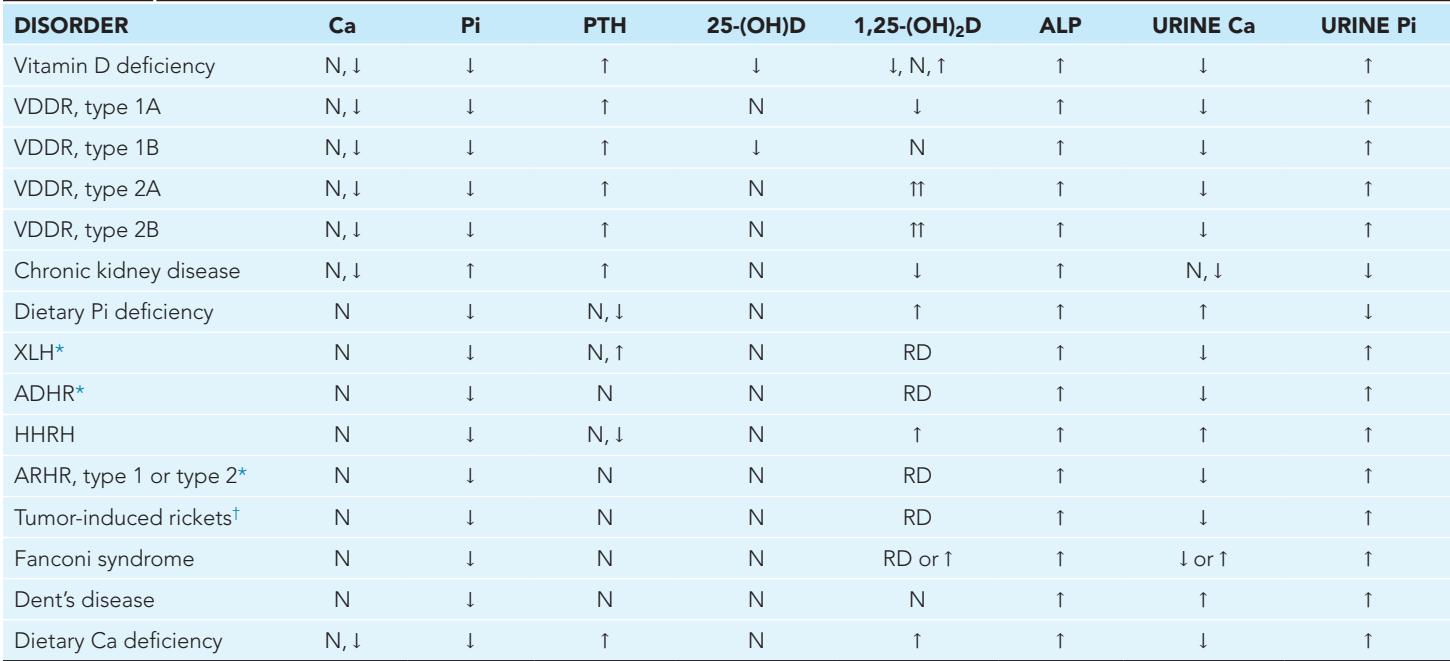 DISORDER Ca Pi PTH 25-(OH)D 1,25-(OH)₂D ALP URINE Ca URINE Pi
Vitamin D deficiency N, ↓ ↓ ↑ ↓ ↓, N, ↑ ↑ ↓ ↑
VDDR, type 1A N, ↓ ↓ ↑ N ↓ ↑ ↓ ↑
VDDR, type 1B N, ↓ ↓ ↑ ↓ N ↑ ↓ ↑
VDDR, type 2A N, ↓ ↓ ↑ N ↑↑ ↑ ↓ ↑
VDDR, type 2B N, ↓ ↓ ↑ N ↑↑ ↑ ↓ ↑
Chronic kidney disease N, ↓ ↑ ↑ N ↓ ↑ N, ↓ ↓
Dietary Pi deficiency N ↓ N, ↓ N ↑ ↑ ↑ ↓
XLH* N ↓ N, ↑ N RD ↑ ↓ ↑
ADHR* N ↓ N N RD ↑ ↓ ↑
HHRH N ↓ N, ↓ N ↑ ↑ ↑ ↑
ARHR, type 1 or type 2* N ↓ N N RD ↑ ↓ ↑
Tumor-induced rickets† N ↓ N N RD ↑ ↓ ↑
Fanconi syndrome N ↓ N N RD or ↑ ↑ ↓ or ↑ ↑
Dent's disease N ↓ N N N ↑ ↑ ↑
Dietary Ca deficiency N, ↓ ↓ ↑ N ↑ ↑ ↓ ↑